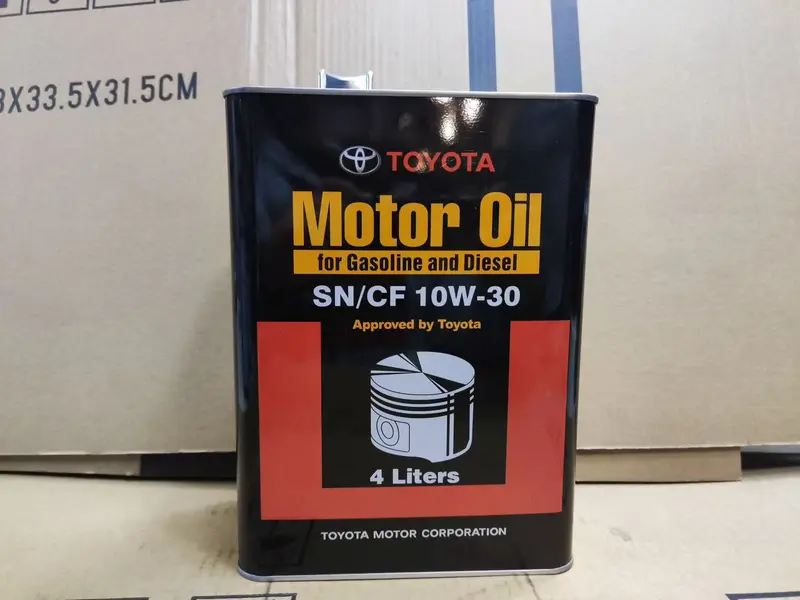 X33.5X31.5CM
TOYOTA
Motor Oil
for Gasoline and Diesel
SN/CF 10W-30
Approved by Toyota
4 Liters
TOYOTA MOTOR CORPORATION